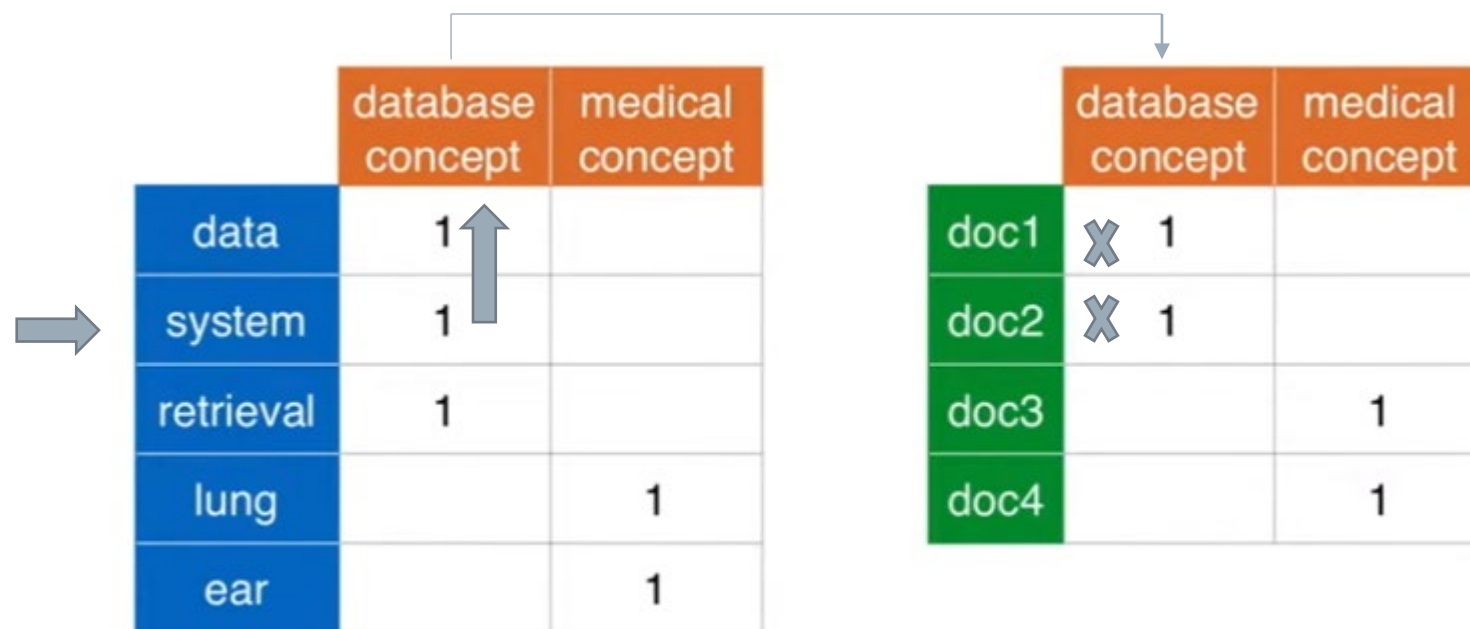 database medical
concept concept
data 1
system 1
retrieval 1
lung 1
ear 1
database medical
concept concept
doc1 1
doc2 1
doc3 1
doc4 1